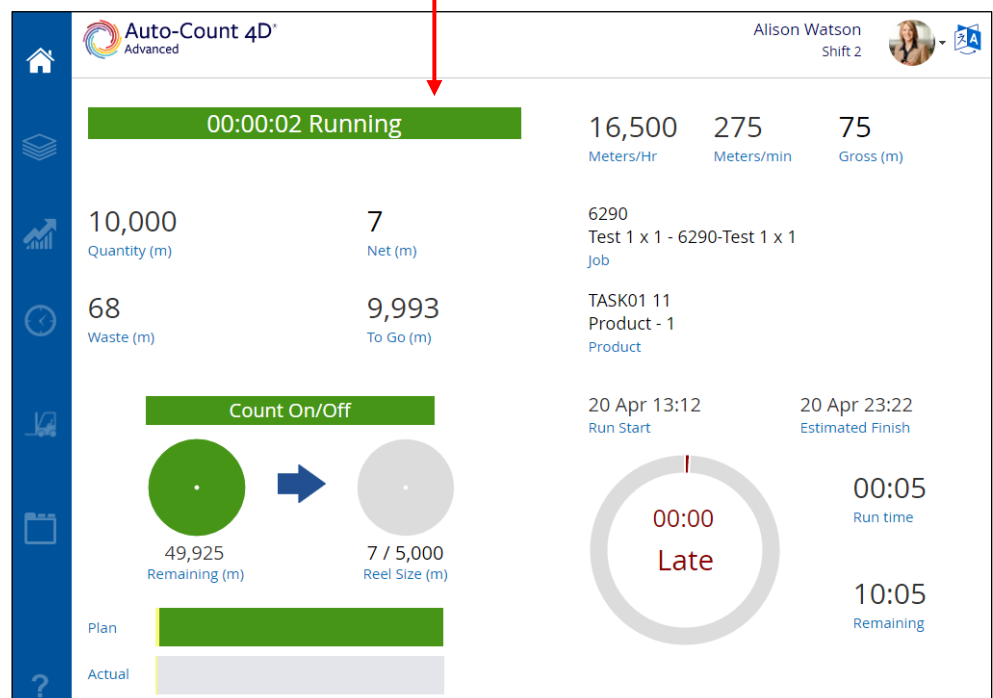 Auto-Count 4D®
Advanced
Alison Watson
Shift 2
00:00:02 Running
16,500
Meters/Hr
275
Meters/min
75
Gross (m)
10,000
Quantity (m)
7
Net (m)
6290
Test 1 x 1 - 6290-Test 1 x 1
Job
68
Waste (m)
9,993
To Go (m)
TASK01 11
Product - 1
Product
Count On/Off
49,925
Remaining (m)
7 / 5,000
Reel Size (m)
20 Apr 13:12
Run Start
20 Apr 23:22
Estimated Finish
00:00
Late
00:05
Run time
10:05
Remaining
Plan
Actual
?
文A